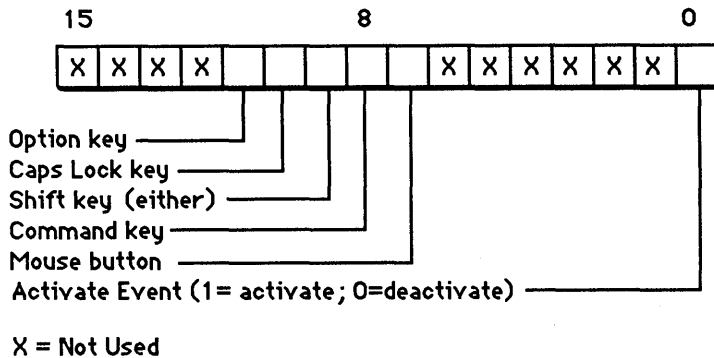 15 8 0
X X X X X X X X X X
Option key
Caps Lock key
Shift key (either)
Command key
Mouse button
Activate Event (1= activate; 0=deactivate)
X = Not Used